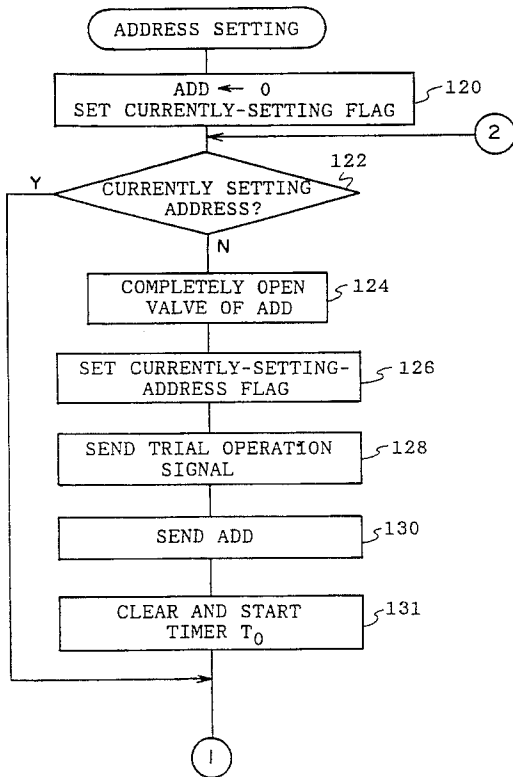 ADDRESS SETTING
ADD ← 0
SET CURRENTLY-SETTING FLAG
120
2
122
Y
CURRENTLY SETTING
ADDRESS?
N
COMPLETELY OPEN
VALVE OF ADD
124
SET CURRENTLY-SETTING-
ADDRESS FLAG
126
SEND TRIAL OPERATION
SIGNAL
128
SEND ADD
130
CLEAR AND START
TIMER T0
131
1